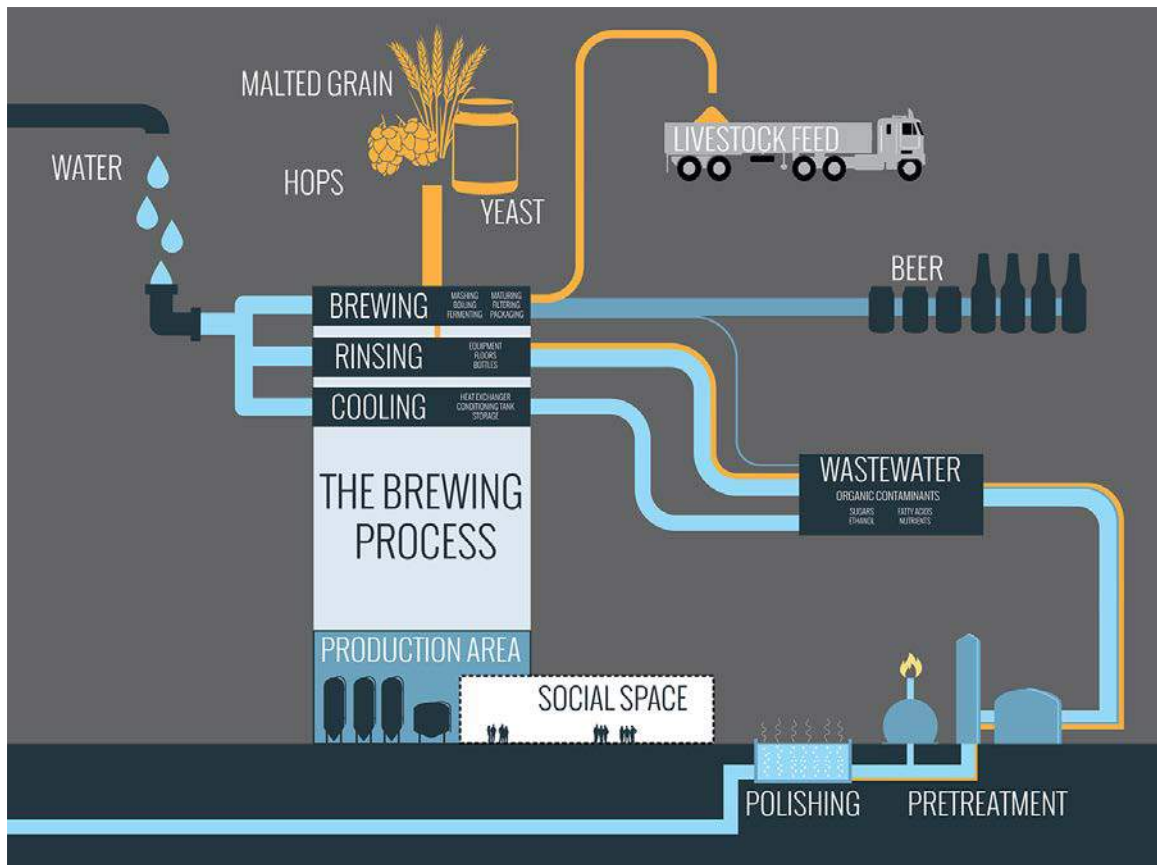 MALTED GRAIN
WATER
HOPS
YEAST
LIVESTOCK FEED
BEER
BREWING
MASHING
BOILING
FERMENTING
MATURING
FILTERING
PACKAGING
RINSING
EQUIPMENT
FLOORS
BOTTLES
COOLING
HEAT EXCHANGER
CONDITIONING TANK
STORAGE
THE BREWING
PROCESS
WASTEWATER
ORGANIC CONTAMINANTS
SUGARS
ETHANOL
FATTY ACIDS
NUTRIENTS
PRODUCTION AREA
SOCIAL SPACE
POLISHING
PRETREATMENT